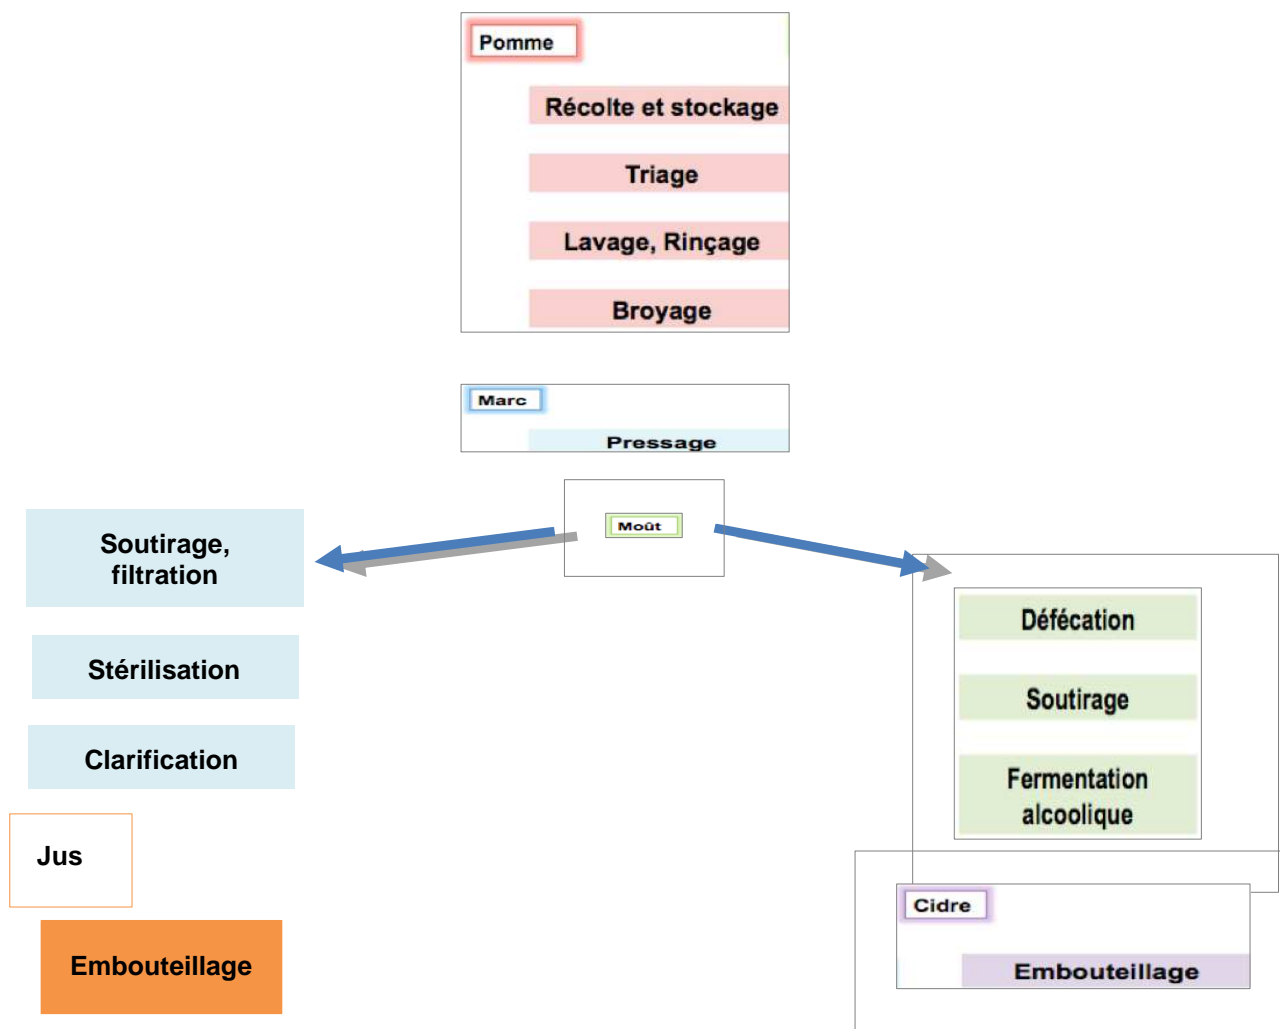 Pomme
Récolte et stockage
Triage
Lavage, Rinçage
Broyage
Marc
Pressage
Moût
Soutirage,
filtration
Stérilisation
Clarification
Jus
Embouteillage
Défécation
Soutirage
Fermentation
alcoolique
Cidre
Embouteillage